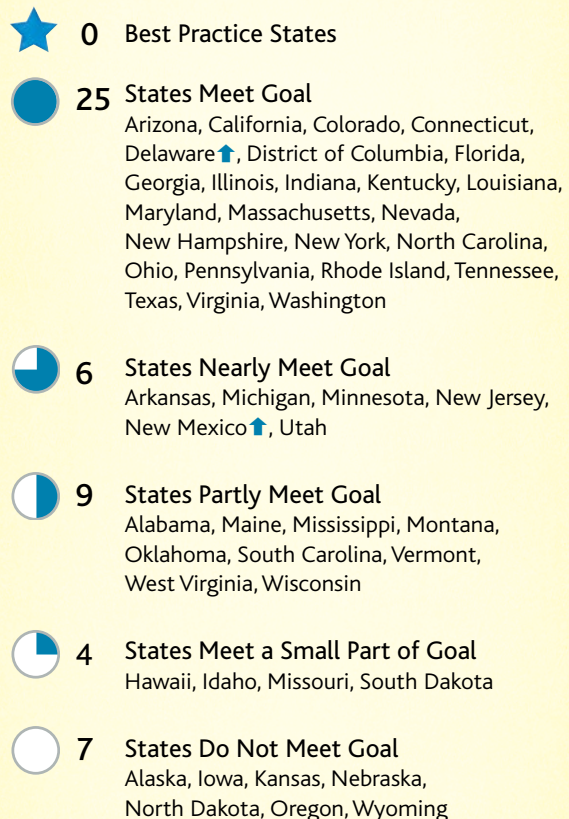 0 Best Practice States
25 States Meet Goal
Arizona, California, Colorado, Connecticut,
Delaware⬆, District of Columbia, Florida,
Georgia, Illinois, Indiana, Kentucky, Louisiana,
Maryland, Massachusetts, Nevada,
New Hampshire, New York, North Carolina,
Ohio, Pennsylvania, Rhode Island, Tennessee,
Texas, Virginia, Washington
6 States Nearly Meet Goal
Arkansas, Michigan, Minnesota, New Jersey,
New Mexico⬆, Utah
9 States Partly Meet Goal
Alabama, Maine, Mississippi, Montana,
Oklahoma, South Carolina, Vermont,
West Virginia, Wisconsin
4 States Meet a Small Part of Goal
Hawaii, Idaho, Missouri, South Dakota
7 States Do Not Meet Goal
Alaska, Iowa, Kansas, Nebraska,
North Dakota, Oregon, Wyoming